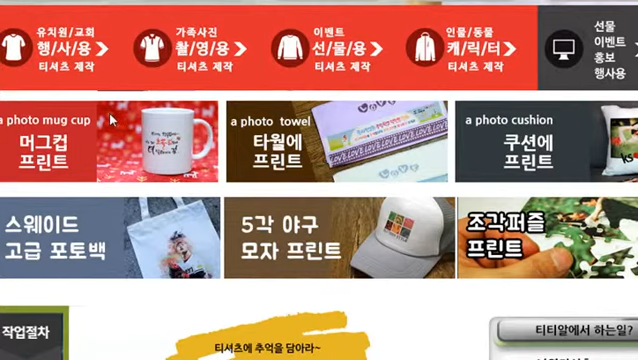 유치원/교회
행/사/용
티셔츠 제작
가족사진
촬/영/용
티셔츠 제작
이벤트
선/물/용
티셔츠 제작
인물/동물
캐/릭/터
티셔츠 제작
선물
이벤트
홍보
행사용
a photo mug cup
머그컵
프린트
a photo towel
타월에
프린트
LOVE.LOVE.LOVE.LOVE.LOVE
a photo cushion
쿠션에
프린트
스웨이드
고급 포토백
5각 야구
모자 프린트
조각퍼즐
프린트
작업절차
티셔츠에 추억을 담아라~
티티알에서 하는일?